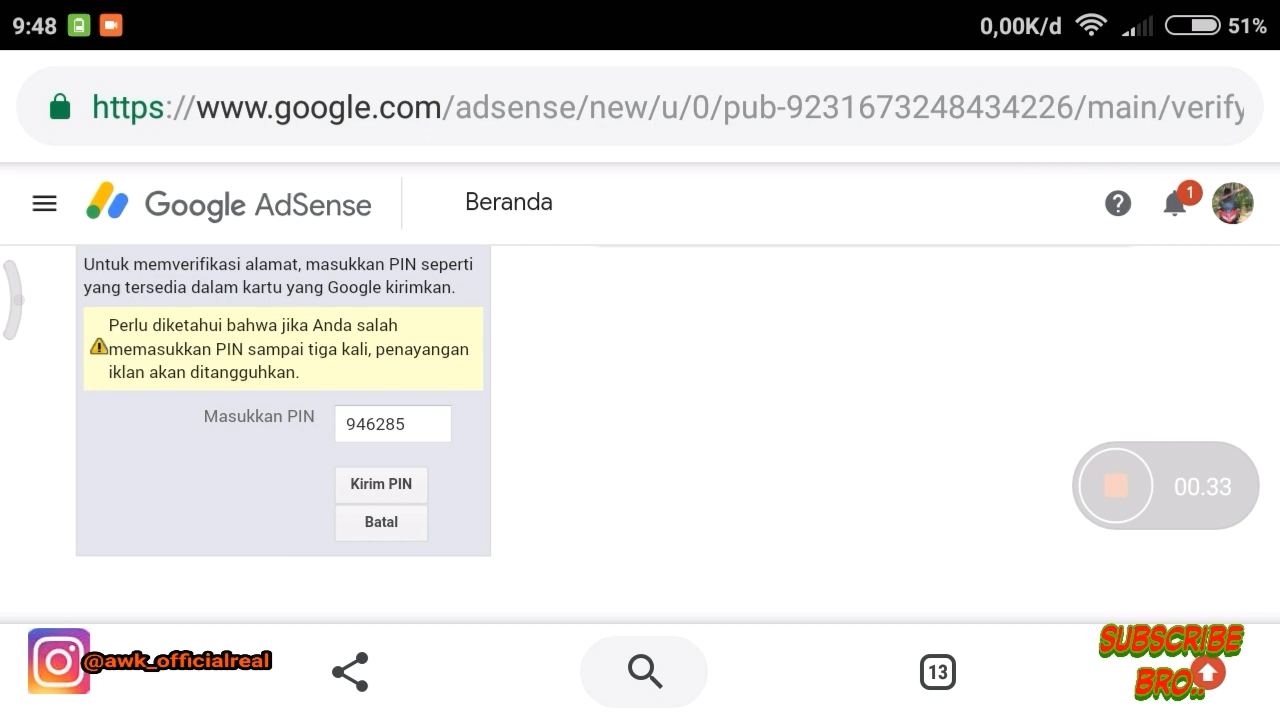 9:48
0,00K/d
51%
https://www.google.com/adsense/new/u/0/pub-9231673248434226/main/verify
Google AdSense
Beranda
1
Untuk memverifikasi alamat, masukkan PIN seperti
yang tersedia dalam kartu yang Google kirimkan.
Perlu diketahui bahwa jika Anda salah
memasukkan PIN sampai tiga kali, penayangan
iklan akan ditangguhkan.
Masukkan PIN
946285
Kirim PIN
Batal
00.33
@awk_officialreal
13
SUBSCRIBE
BRO..